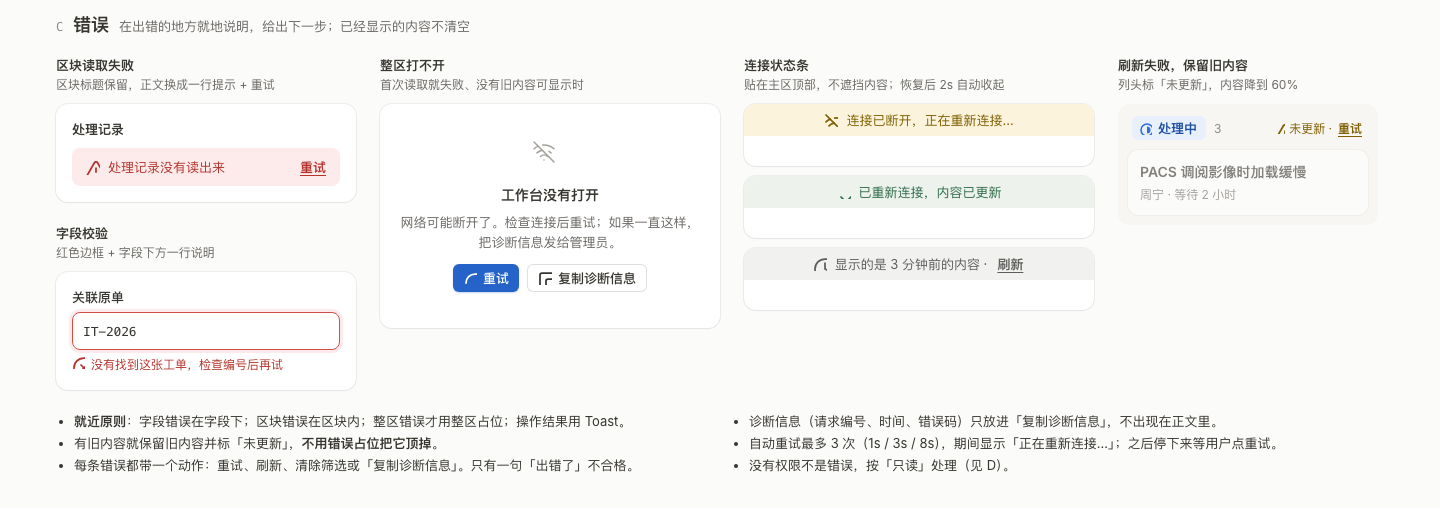 C 错误 在出错的地方就地说明，给出下一步；已经显示的内容不清空
区块读取失败
区块标题保留，正文换成一行提示 + 重试
处理记录
处理记录没有读出来 重试
字段校验
红色边框 + 字段下方一行说明
关联原单
IT-2026
没有找到这张工单，检查编号后再试
整区打不开
首次读取就失败、没有旧内容可显示时
工作台没有打开
网络可能断开了。检查连接后重试；如果一直这样，
把诊断信息发给管理员。
重试 复制诊断信息
连接状态条
贴在主区顶部，不遮挡内容；恢复后 2s 自动收起
连接已断开，正在重新连接…
已重新连接，内容已更新
显示的是 3 分钟前的内容 · 刷新
刷新失败，保留旧内容
列头标「未更新」，内容降到 60%
处理中 3 未更新 · 重试
PACS 调阅影像时加载缓慢
周宁 · 等待 2 小时
• 就近原则：字段错误在字段下；区块错误在区块内；整区错误才用整区占位；操作结果用 Toast。
• 有旧内容就保留旧内容并标「未更新」，不用错误占位把它顶掉。
• 每条错误都带一个动作：重试、刷新、清除筛选或「复制诊断信息」。只有一句「出错了」不合格。
• 诊断信息（请求编号、时间、错误码）只放进「复制诊断信息」，不出现在正文里。
• 自动重试最多 3 次（1s / 3s / 8s），期间显示「正在重新连接…」；之后停下来等用户点重试。
• 没有权限不是错误，按「只读」处理（见 D）。